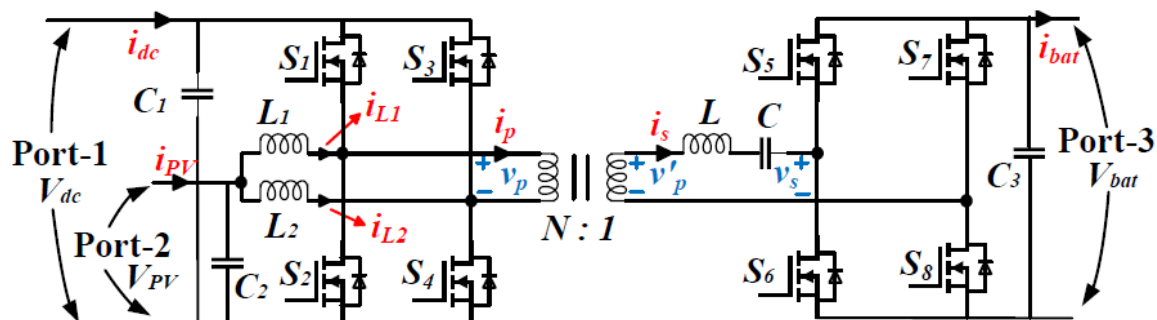 i_dc
S_1
S_3
S_5
S_7
i_bat
C_1
L_1
i_L1
i_p
i_s
L
C
Port-1
V_dc
i_PV
v_p
v'_p
v_s
C_3
Port-3
V_bat
L_2
i_L2
N : 1
Port-2
V_PV
C_2
S_2
S_4
S_6
S_8
+
-
+
-
+
-